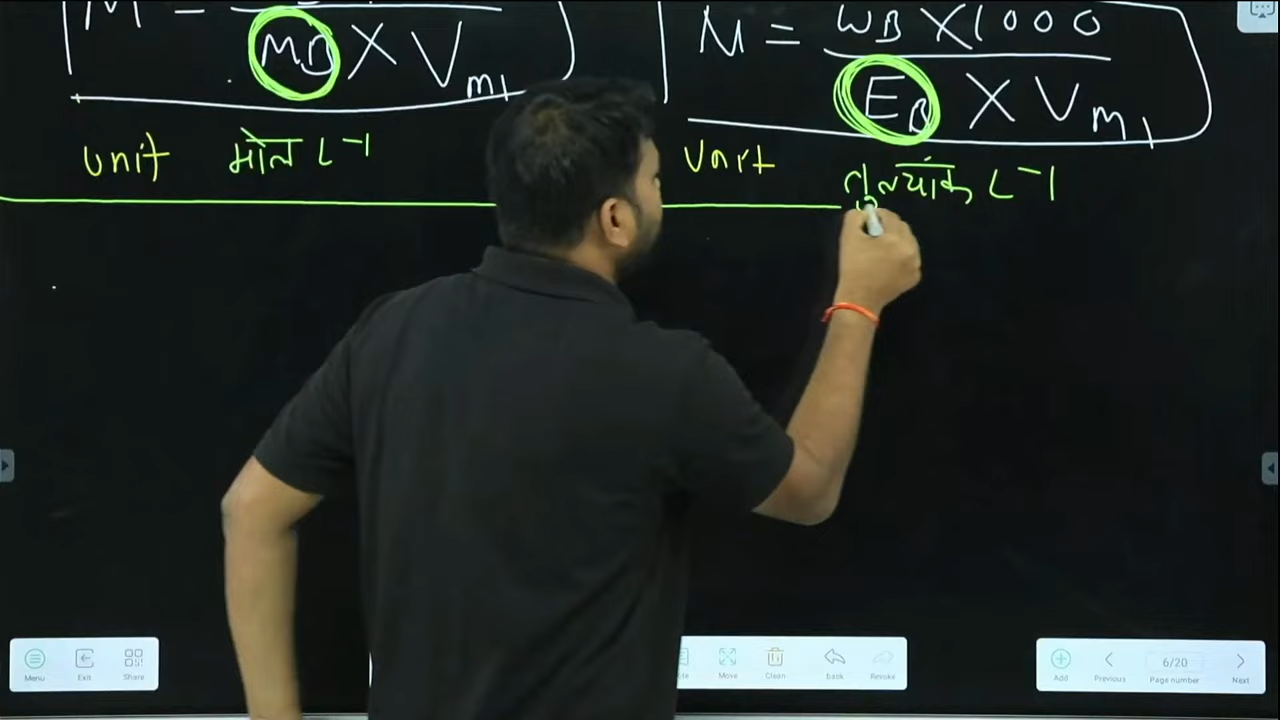 M =
MB X Vml
N = WB X 1000
EB X Vml
unit मोल L-1
Unit तुल्यांक L-1
Menu Exit Share
Move Clean back Revoke
Add Previous 6/20 Page number Next